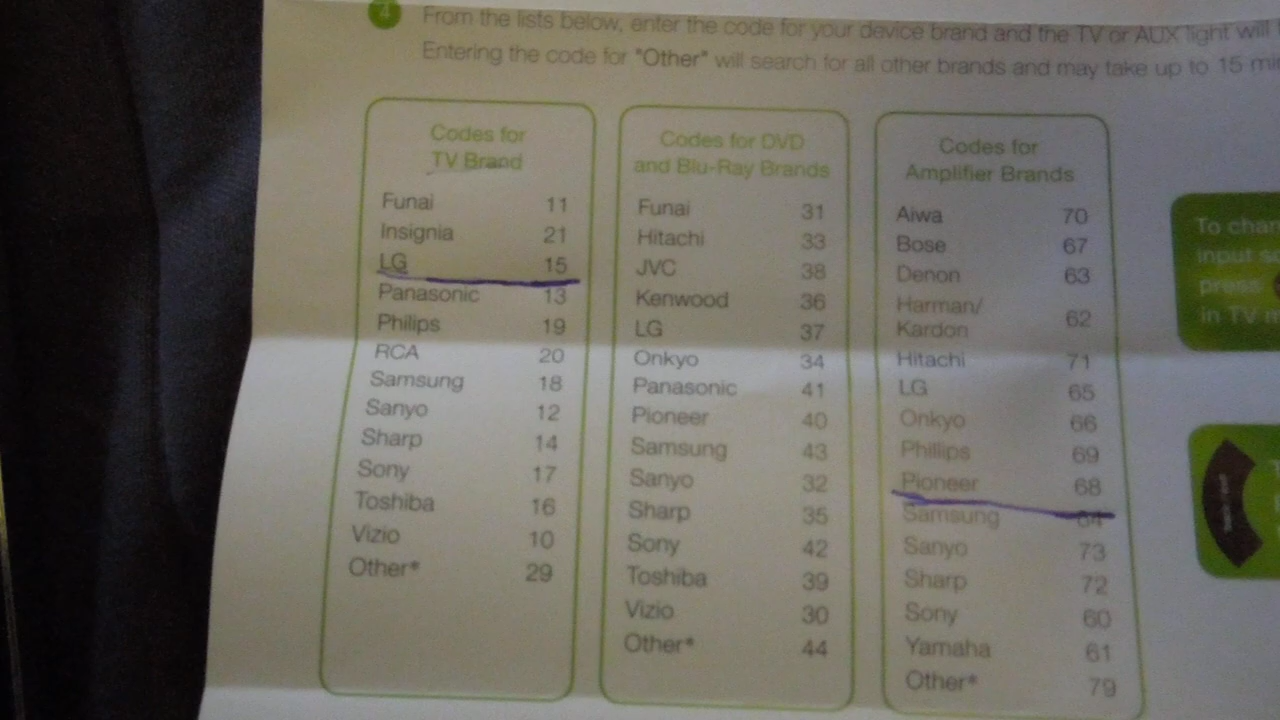 4 From the lists below, enter the code for your device brand and the TV or AUX light will
Entering the code for "Other" will search for all other brands and may take up to 15
Codes for
TV Brand
Funai 11
Insignia 21
LG 15
Panasonic 13
Philips 19
RCA 20
Samsung 18
Sanyo 12
Sharp 14
Sony 17
Toshiba 16
Vizio 10
Other* 29
Codes for DVD
and Blu-Ray Brands
Funai 31
Hitachi 33
JVC 38
Kenwood 36
LG 37
Onkyo 34
Panasonic 41
Pioneer 40
Samsung 43
Sanyo 32
Sharp 35
Sony 42
Toshiba 39
Vizio 30
Other* 44
Codes for
Amplifier Brands
Aiwa 70
Bose 67
Denon 63
Harman/
Kardon 62
Hitachi 71
LG 65
Onkyo 66
Phillips 69
Pioneer 68
Samsung 64
Sanyo 73
Sharp 72
Sony 60
Yamaha 61
Other* 79
To
input
press
in TV